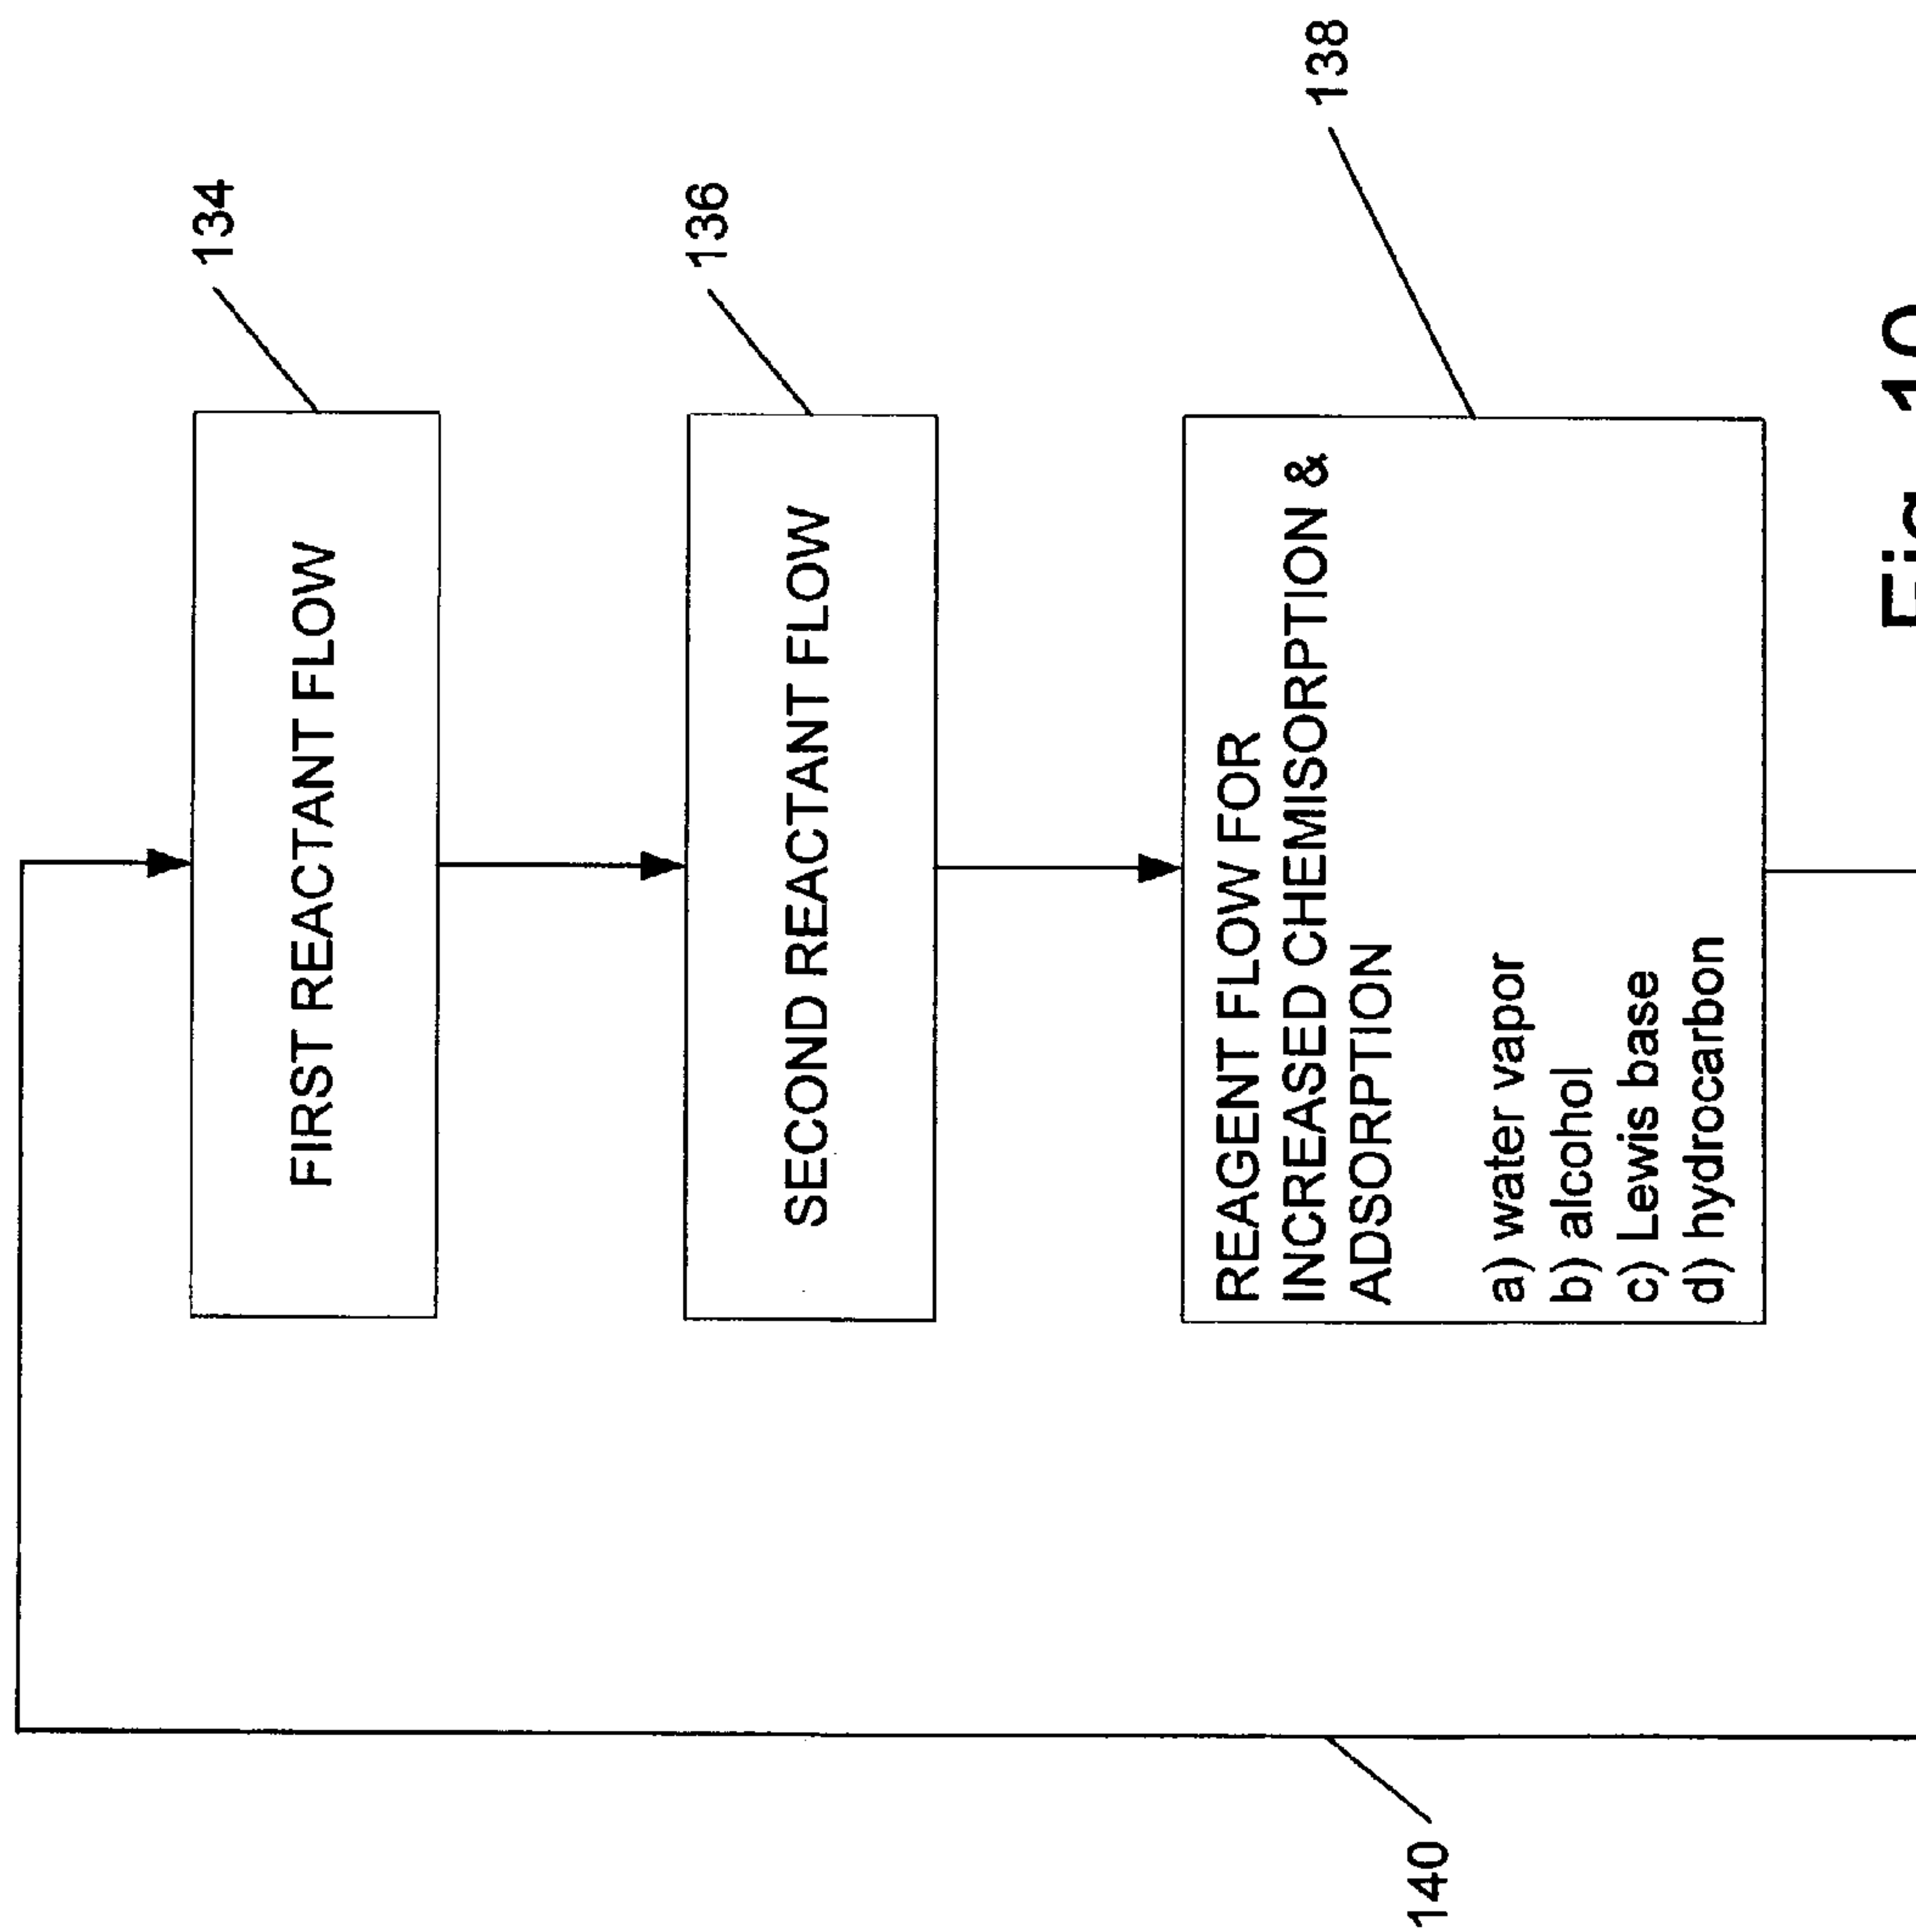 134
FIRST REACTANT FLOW
136
SECOND REACTANT FLOW
138
REAGENT FLOW FOR
INCREASED CHEMISORPTION &
ADSORPTION
a) water vapor
b) alcohol
c) Lewis base
d) hydrocarbon
140